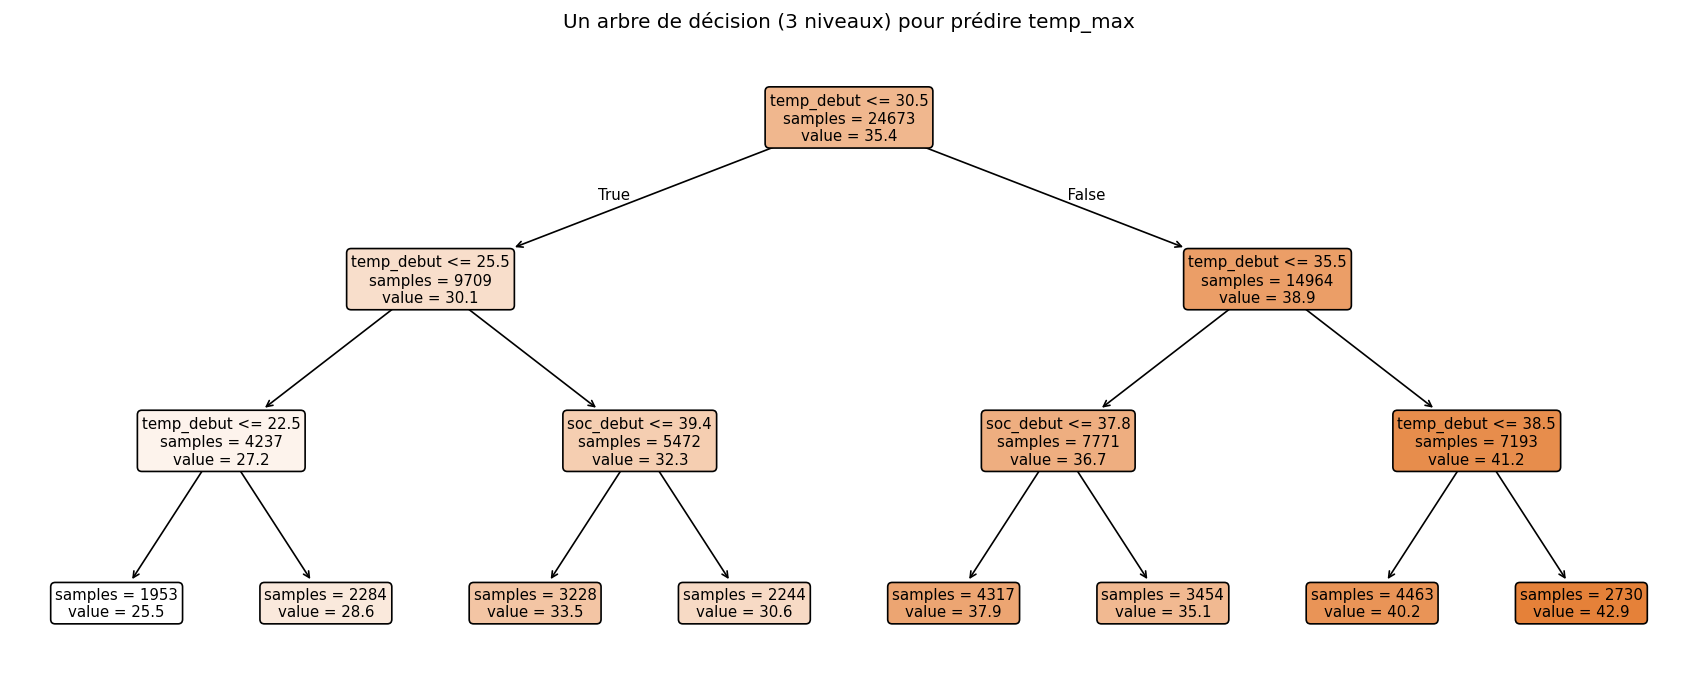 Un arbre de décision (3 niveaux) pour prédire temp_max
temp_debut <= 30.5
samples = 24673
value = 35.4
True
False
temp_debut <= 25.5
samples = 9709
value = 30.1
temp_debut <= 35.5
samples = 14964
value = 38.9
temp_debut <= 22.5
samples = 4237
value = 27.2
soc_debut <= 39.4
samples = 5472
value = 32.3
soc_debut <= 37.8
samples = 7771
value = 36.7
temp_debut <= 38.5
samples = 7193
value = 41.2
samples = 1953
value = 25.5
samples = 2284
value = 28.6
samples = 3228
value = 33.5
samples = 2244
value = 30.6
samples = 4317
value = 37.9
samples = 3454
value = 35.1
samples = 4463
value = 40.2
samples = 2730
value = 42.9